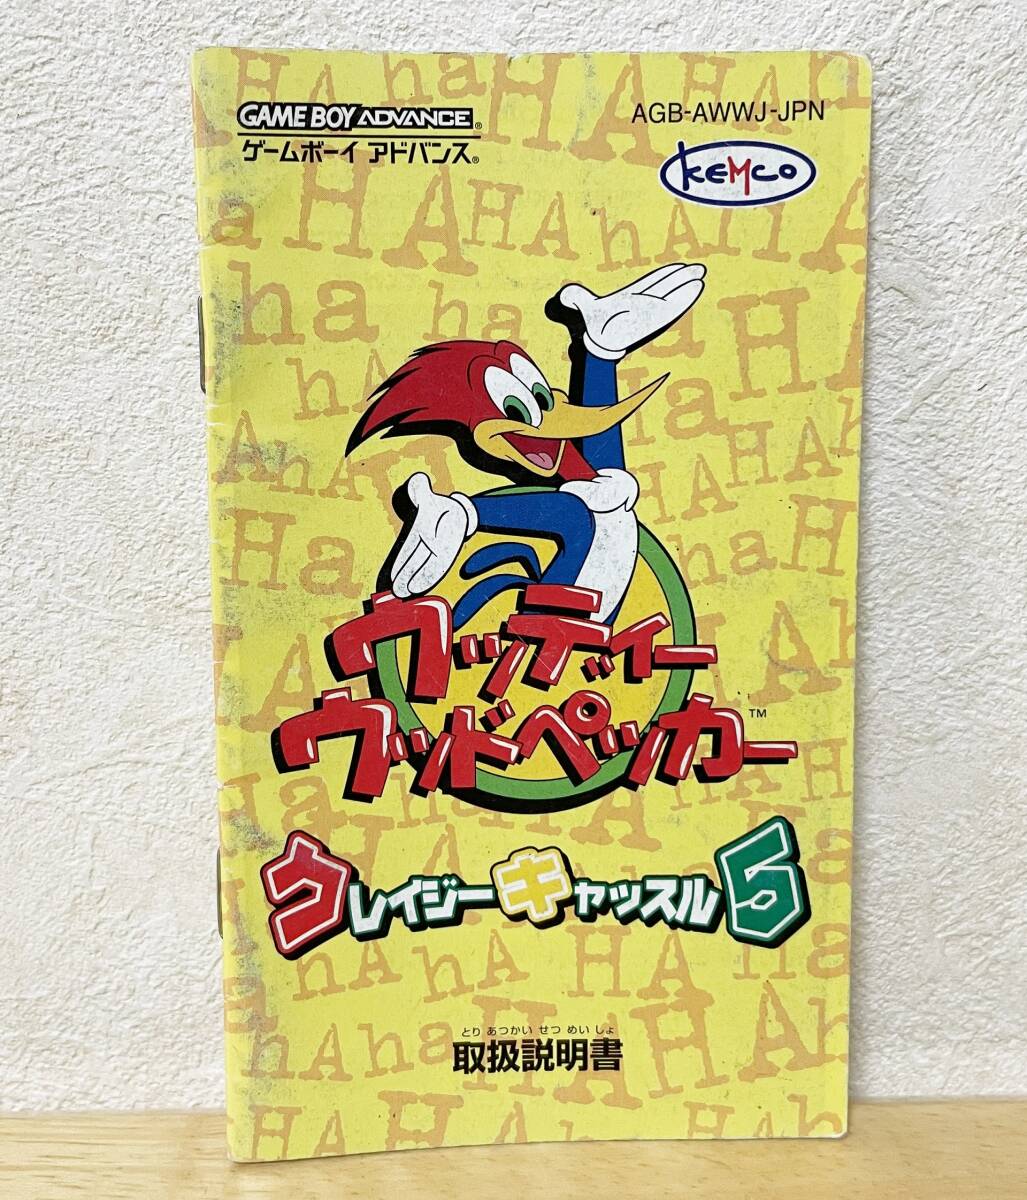 GAME BOY ADVANCE®
ゲームボーイ アドバンス®
AGB-AWWJ-JPN
KEMCO
ウッディー
ウッドペッカー™
クレイジーキャッスル5
とり あつかい せつ めい しょ
取扱説明書